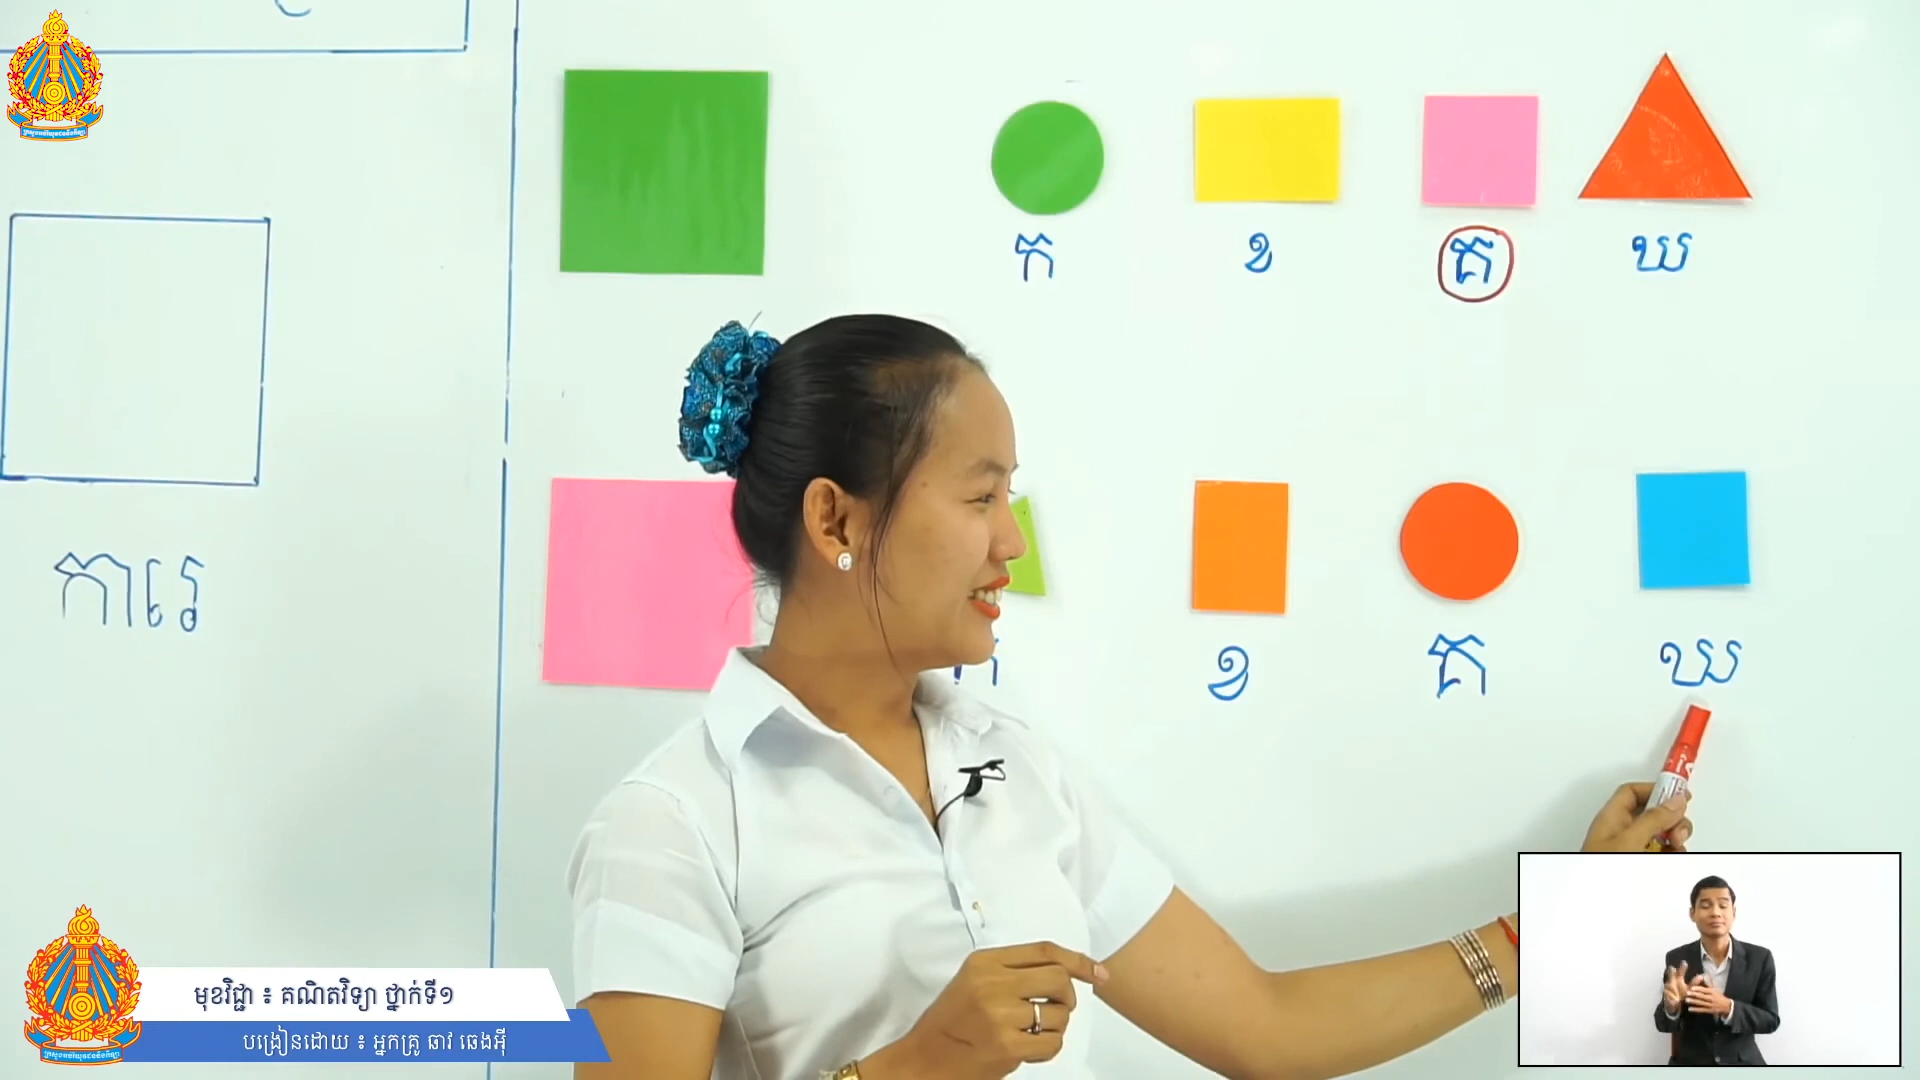 ក ខ គ ឃ
ការេ
ខ គ ឃ
មុខវិជ្ជា ៖ គណិតវិទ្យា ថ្នាក់ទី១
បង្រៀនដោយ ៖ អ្នកគ្រូ ឆាវ ឆេងអ៊ី